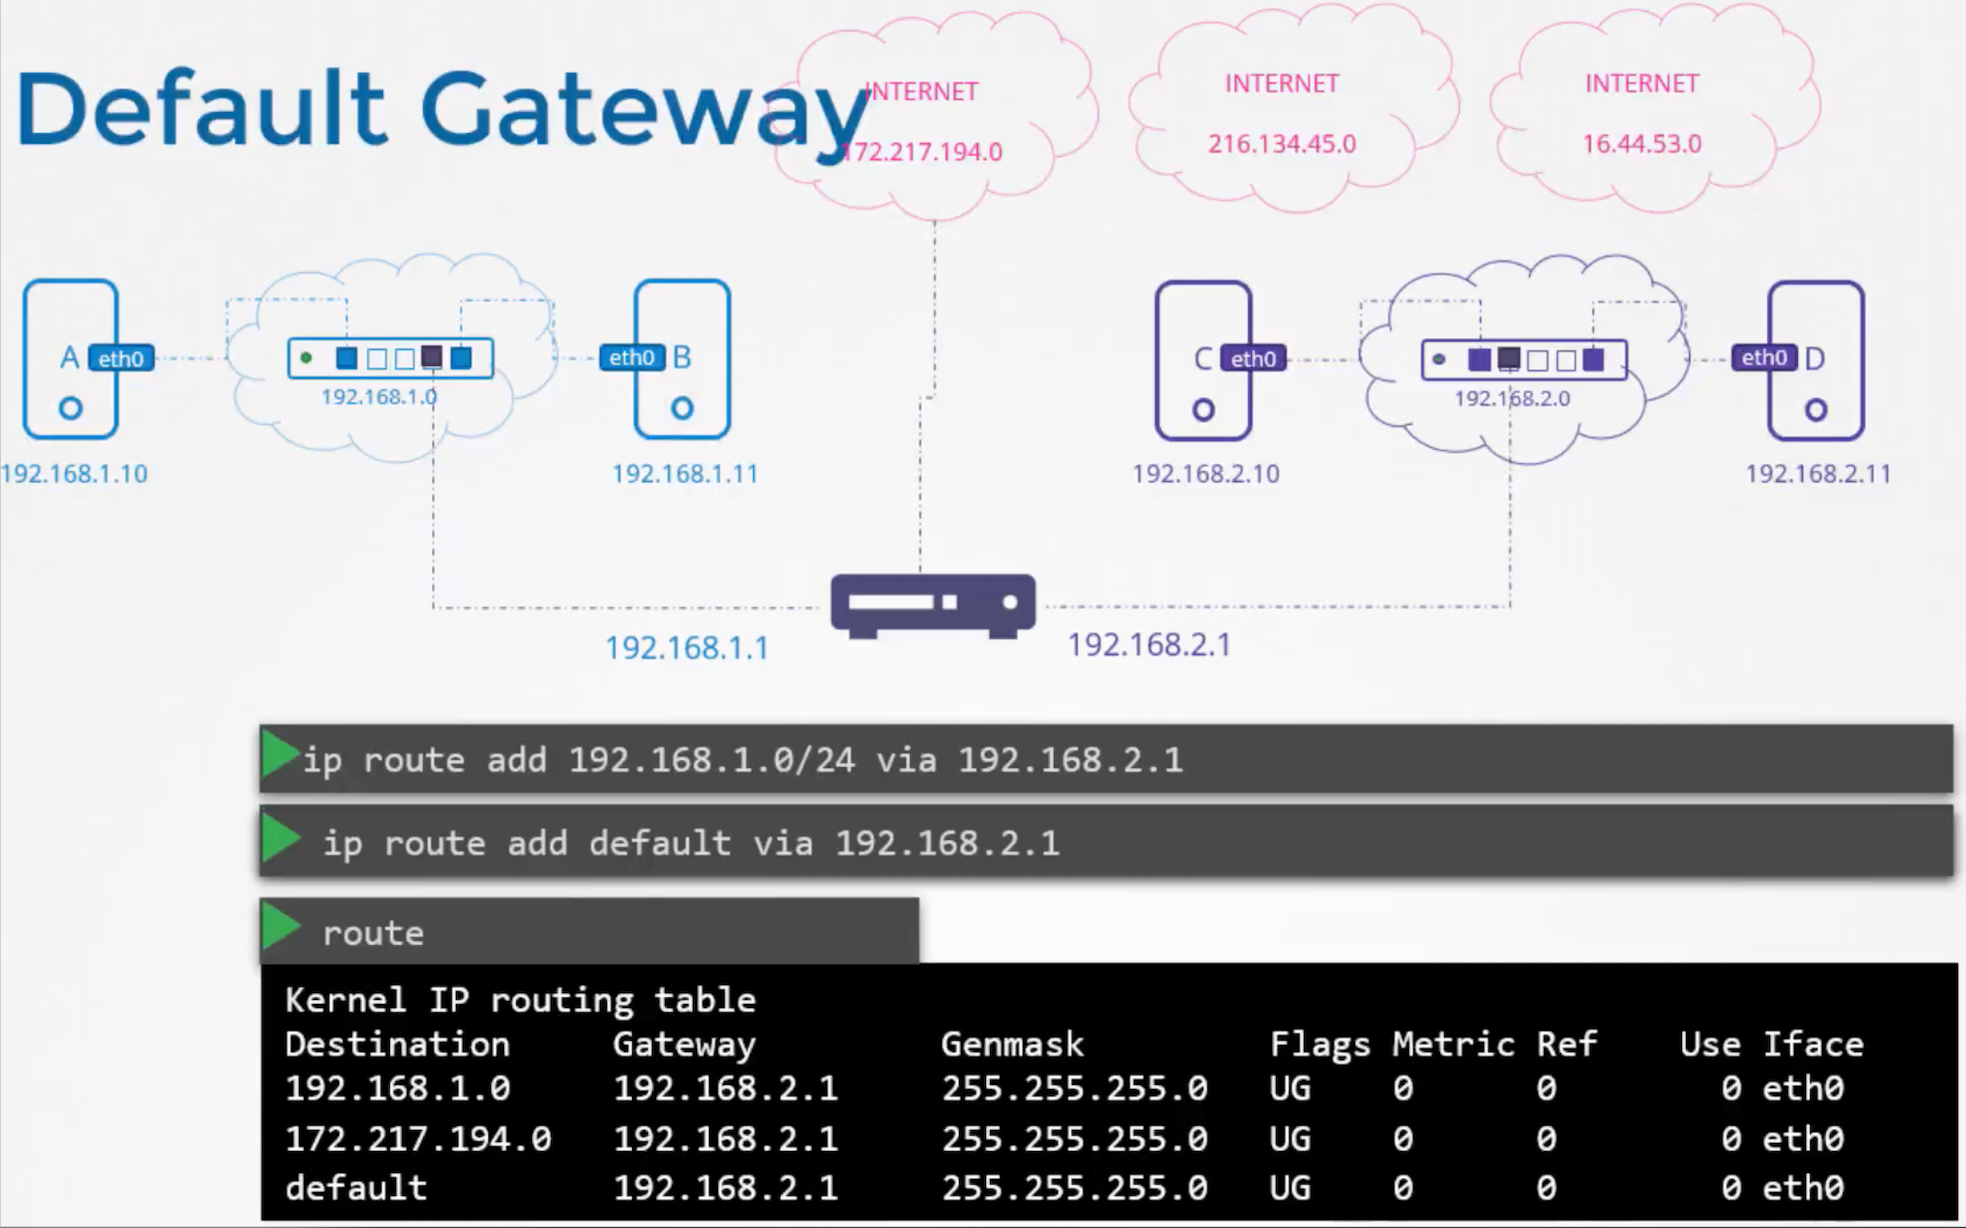 Default Gateway
INTERNET
172.217.194.0
INTERNET
216.134.45.0
INTERNET
16.44.53.0
A eth0
192.168.1.0
eth0 B
C eth0
192.168.2.0
eth0 D
192.168.1.10
192.168.1.11
192.168.2.10
192.168.2.11
192.168.1.1
192.168.2.1
ip route add 192.168.1.0/24 via 192.168.2.1
ip route add default via 192.168.2.1
route
Kernel IP routing table
Destination Gateway Genmask Flags Metric Ref Use Iface
192.168.1.0 192.168.2.1 255.255.255.0 UG 0 0 0 eth0
172.217.194.0 192.168.2.1 255.255.255.0 UG 0 0 0 eth0
default 192.168.2.1 255.255.255.0 UG 0 0 0 eth0